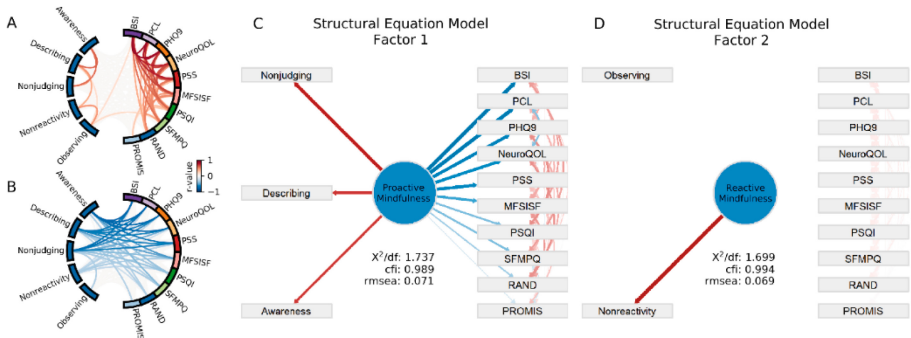 A
Awareness
Describing
Nonjudging
Nonreactivity
Observing
BSI
PCL
PHQ9
NeuroQOL
PSS
MFSISF
PSQI
SFMPQ
RAND
PROMIS
r-value
1
0
−1
B
Awareness
Describing
Nonjudging
Nonreactivity
Observing
BSI
PCL
PHQ9
NeuroQOL
PSS
MFSISF
PSQI
SFMPQ
RAND
PROMIS
C
Structural Equation Model
Factor 1
Nonjudging
Describing
Awareness
Proactive
Mindfulness
X²/df: 1.737
cfi: 0.989
rmsea: 0.071
BSI
PCL
PHQ9
NeuroQOL
PSS
MFSISF
PSQI
SFMPQ
RAND
PROMIS
D
Structural Equation Model
Factor 2
Observing
Nonreactivity
Reactive
Mindfulness
X²/df: 1.699
cfi: 0.994
rmsea: 0.069
BSI
PCL
PHQ9
NeuroQOL
PSS
MFSISF
PSQI
SFMPQ
RAND
PROMIS